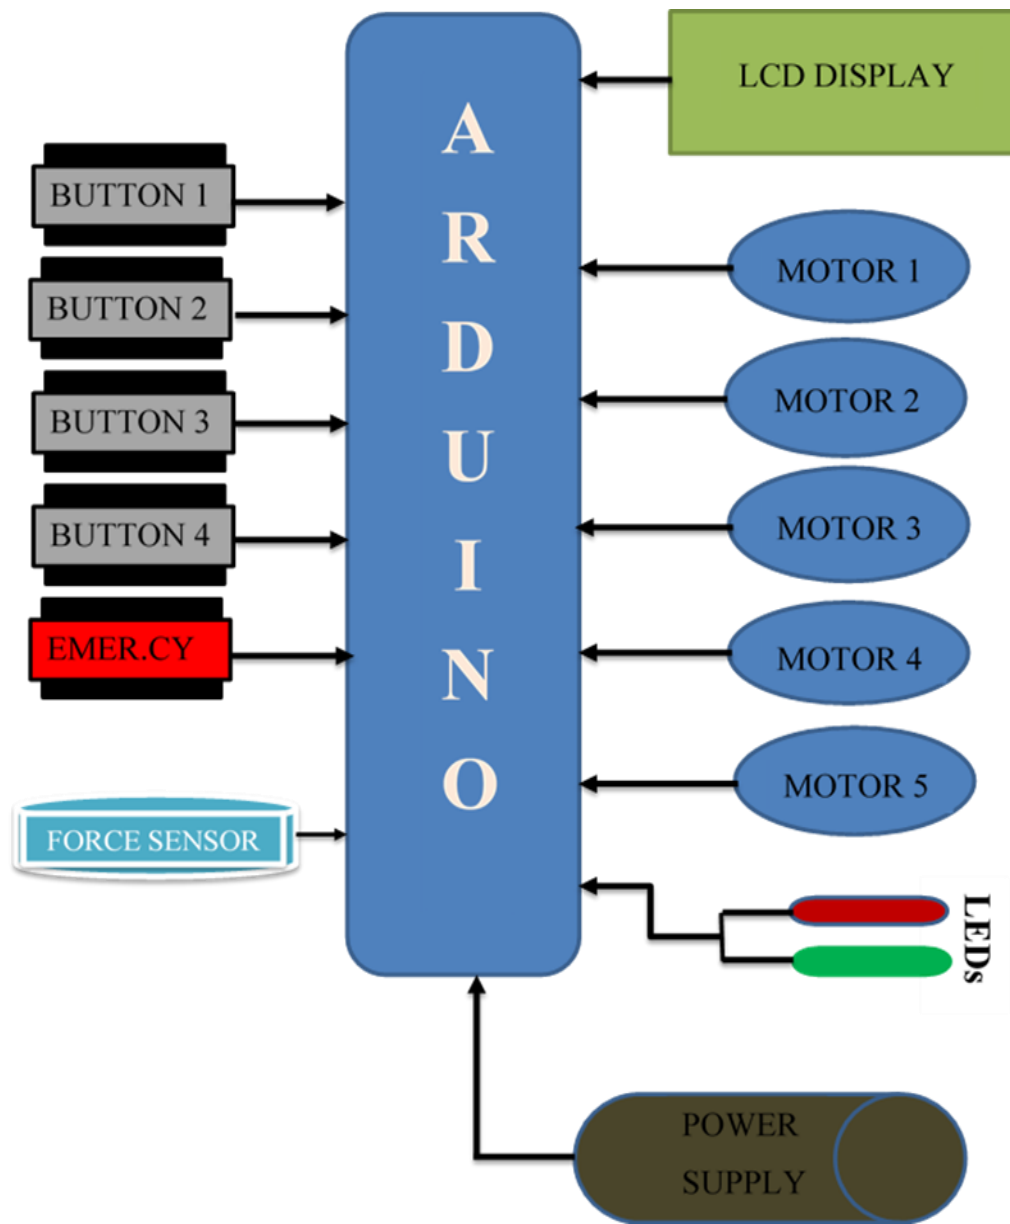 LCD DISPLAY
ARDUINO
BUTTON 1
BUTTON 2
BUTTON 3
BUTTON 4
EMER.CY
FORCE SENSOR
MOTOR 1
MOTOR 2
MOTOR 3
MOTOR 4
MOTOR 5
LEDs
POWER
SUPPLY